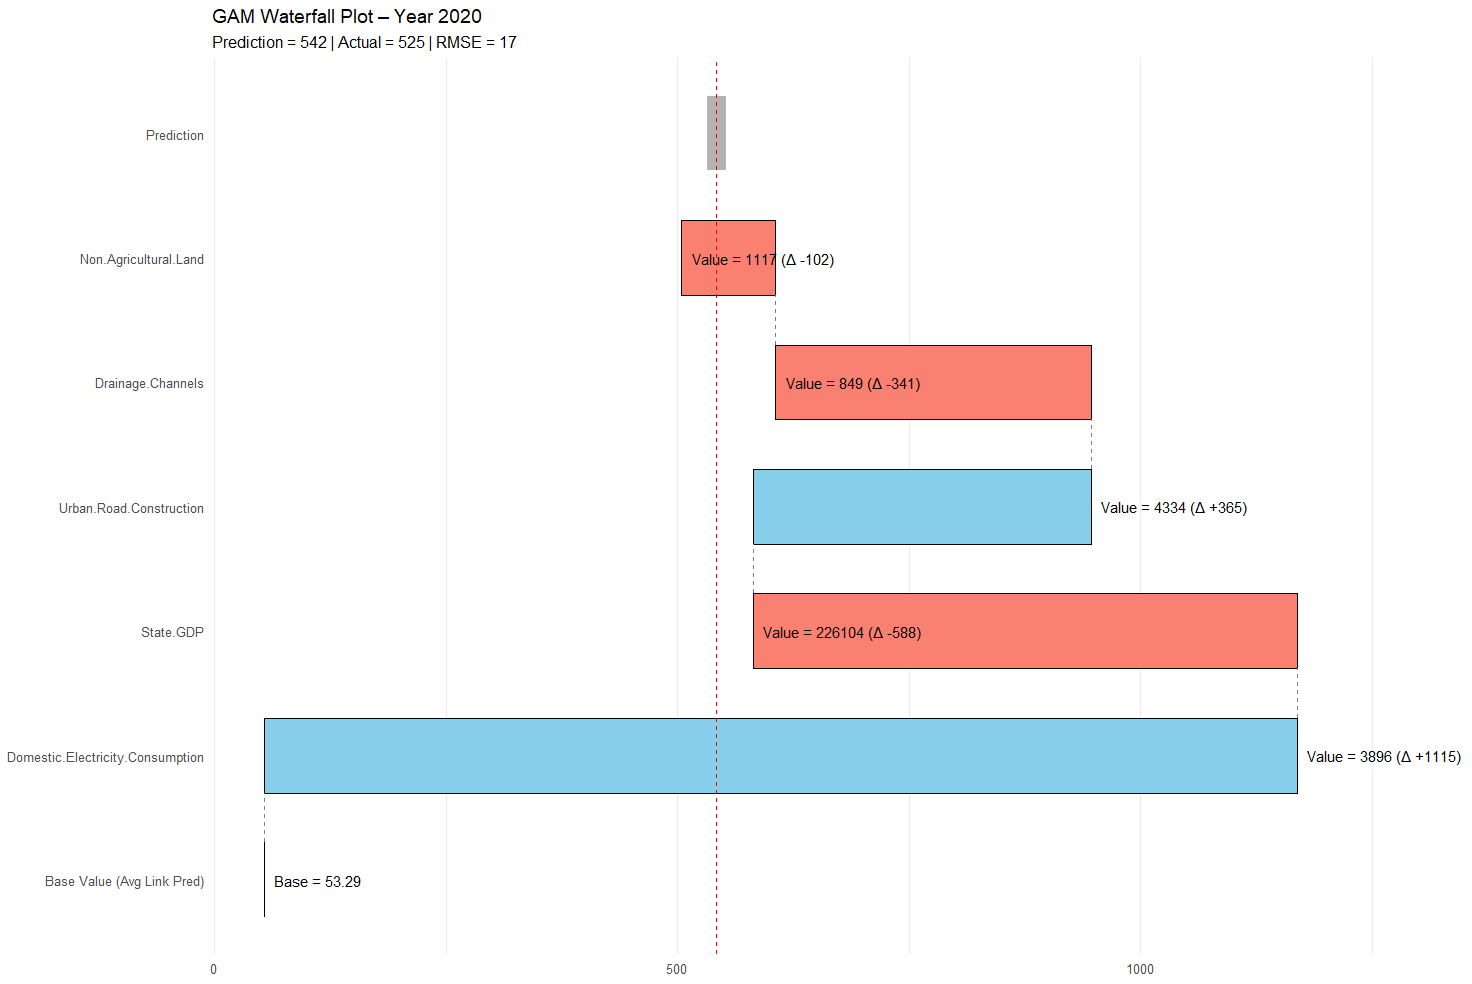 GAM Waterfall Plot – Year 2020
Prediction = 542 | Actual = 525 | RMSE = 17
Prediction
Non.Agricultural.Land
Value = 1117 (Δ -102)
Drainage.Channels
Value = 849 (Δ -341)
Urban.Road.Construction
Value = 4334 (Δ +365)
State.GDP
Value = 226104 (Δ -588)
Domestic.Electricity.Consumption
Value = 3896 (Δ +1115)
Base Value (Avg Link Pred)
Base = 53.29
0
500
1000